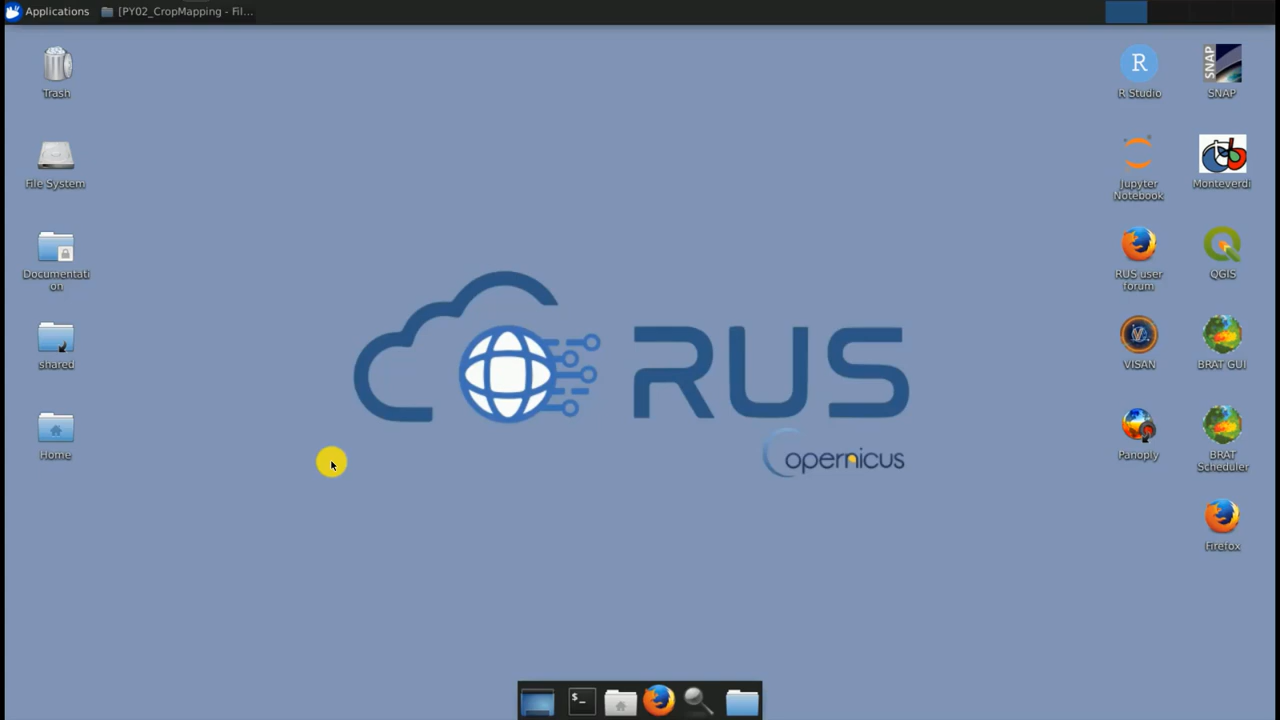 Applications
[PY02_CropMapping - Fil...
Trash
File System
Documentati
on
shared
Home
RUS
opernicus
R
R Studio
SNAP
SNAP
Jupyter
Notebook
Monteverdi
RUS user
forum
QGIS
VISAN
BRAT GUI
Panoply
BRAT
Scheduler
Firefox
$_